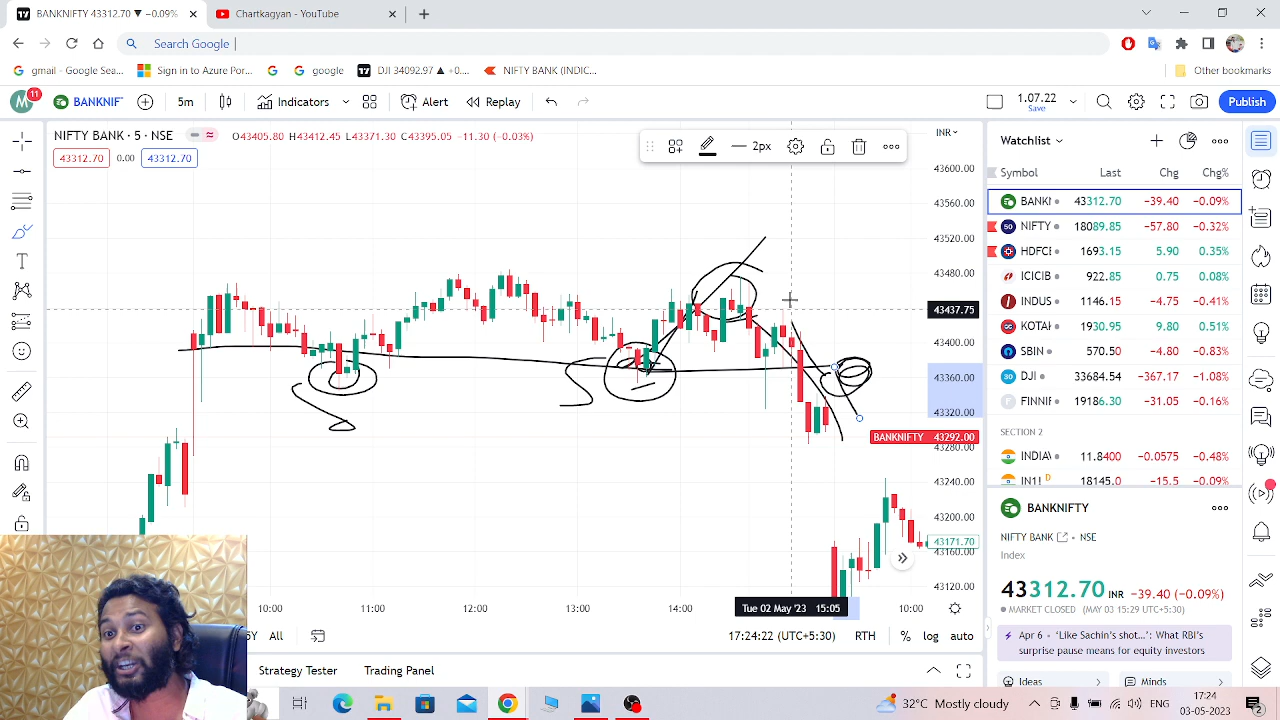 BANKNIFTY 43312.70 ▼ −0.09%
Chartkagyan - YouTube
Search Google
gmail - Google Seas...
Sign in to Azure Por...
google
DJI 34092.97 ▲ +0...
NIFTY BANK (INDIC...
Other bookmarks
M 11
BANKNIF
5m
Indicators
Alert
Replay
1.07.22
Save
Publish
NIFTY BANK · 5 · NSE
O43405.80 H43412.45 L43371.30 C43395.05 −11.30 (−0.03%)
43312.70 0.00 43312.70
2px
INR
43600.00
43560.00
43520.00
43480.00
43437.75
43400.00
43360.00
43320.00
BANKNIFTY 43292.00
43280.00
43240.00
43200.00
43171.70
43160.00
43120.00
10:00 11:00 12:00 13:00 14:00 Tue 02 May '23 15:05 10:00
5Y All
17:24:22 (UTC+5:30) RTH % log auto
Strategy Tester Trading Panel
Watchlist
Symbol Last Chg Chg%
BANKI 43312.70 −39.40 −0.09%
NIFTY 18089.85 −57.80 −0.32%
HDFCI 1693.15 5.90 0.35%
ICICIB 922.85 0.75 0.08%
INDUS 1146.15 −4.75 −0.41%
KOTAI 1930.95 9.80 0.51%
SBIN 570.50 −4.80 −0.83%
DJI 33684.54 −367.17 −1.08%
FINNIF 19186.30 −31.05 −0.16%
SECTION 2
INDIA\ 11.8400 −0.0575 −0.48%
IN11 D 18145.0 −15.5 −0.09%
BANKNIFTY
NIFTY BANK · NSE
Index
43312.70 INR −39.40 (−0.09%)
MARKET CLOSED (MAY 03 15:29 UTC+5:30)
Apr 6 - 'Like Sachin's shot...': What RBI's
surprise pause means for equity investors
Ideas
Minds
32°C Mostly cloudy
17:24
03-05-2023
2